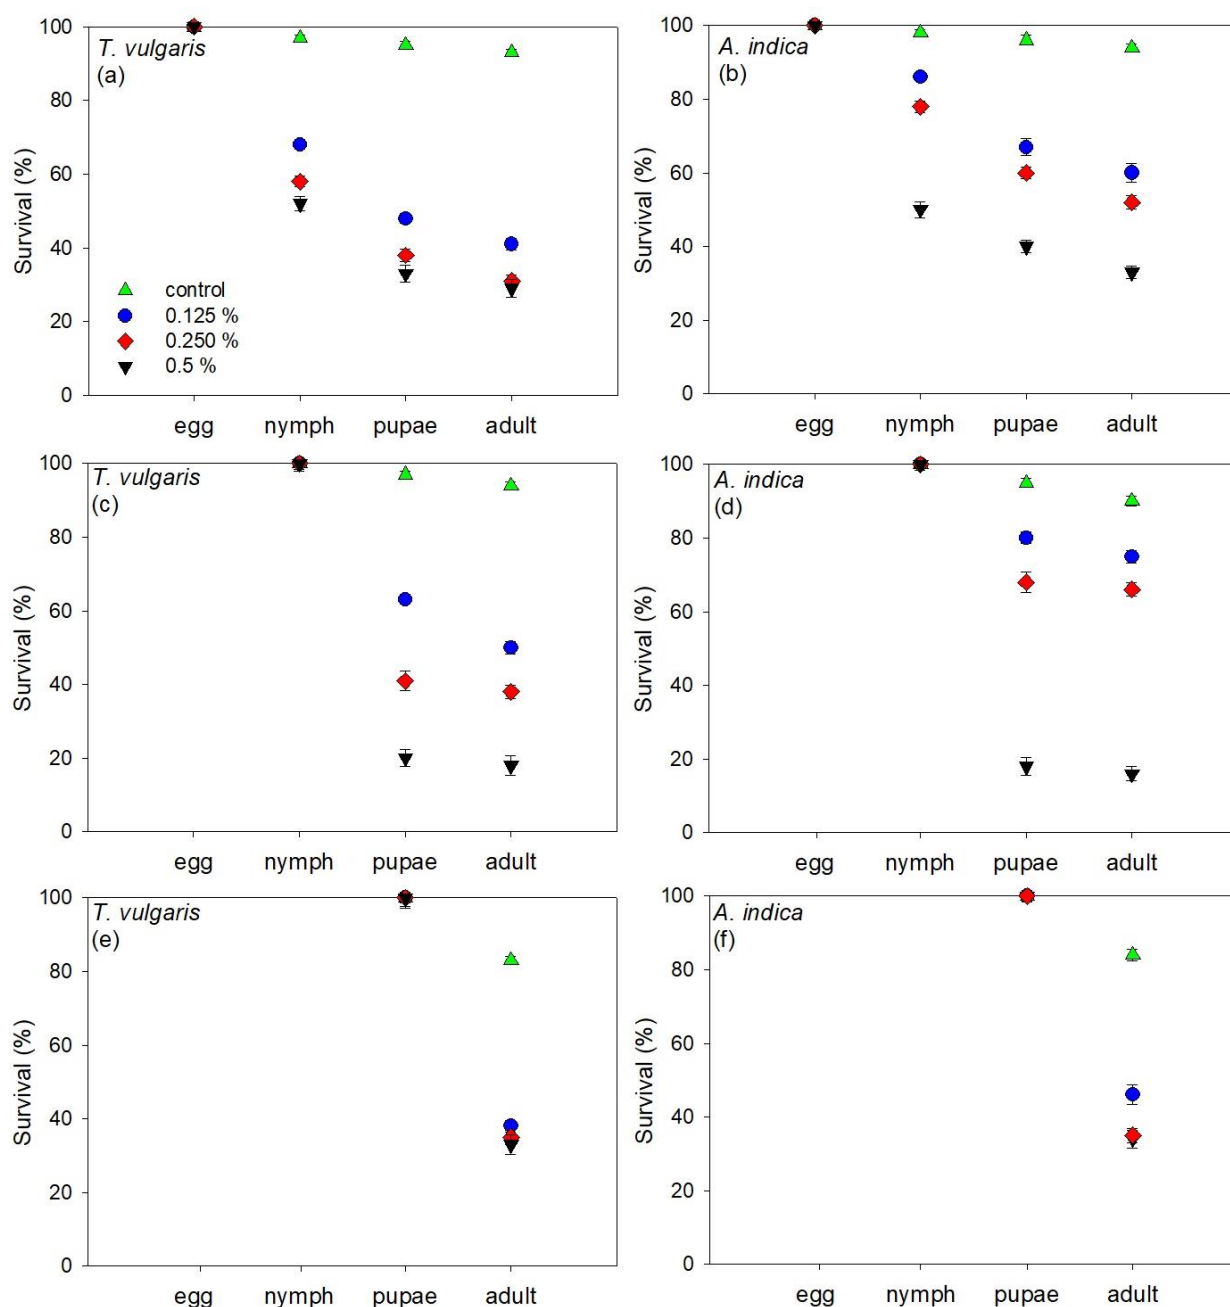 T. vulgaris
(a)
Survival (%)
100
80
60
40
20
0
control
0.125 %
0.250 %
0.5 %
egg nymph pupae adult
A. indica
(b)
Survival (%)
100
80
60
40
20
0
egg nymph pupae adult
T. vulgaris
(c)
Survival (%)
100
80
60
40
20
0
egg nymph pupae adult
A. indica
(d)
Survival (%)
100
80
60
40
20
0
egg nymph pupae adult
T. vulgaris
(e)
Survival (%)
100
80
60
40
20
0
egg nymph pupae adult
A. indica
(f)
Survival (%)
100
80
60
40
20
0
egg nymph pupae adult